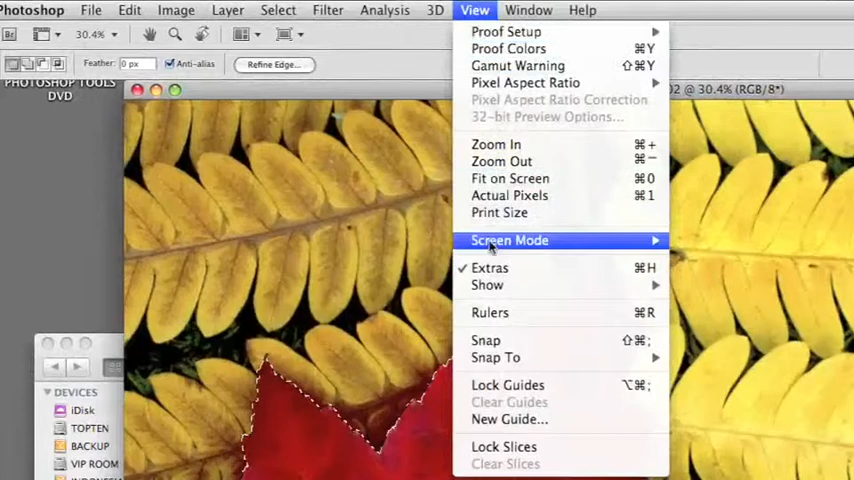 Photoshop File Edit Image Layer Select Filter Analysis 3D View Window Help
Br 30.4%
Feather: 0 px Anti-alias Refine Edge...
PHOTOSHOP TOOLS
DVD
02 @ 30.4% (RGB/8*)
Proof Setup
Proof Colors ⌘Y
Gamut Warning ⇧⌘Y
Pixel Aspect Ratio
Pixel Aspect Ratio Correction
32-bit Preview Options...
Zoom In ⌘+
Zoom Out ⌘−
Fit on Screen ⌘0
Actual Pixels ⌘1
Print Size
Screen Mode
Extras ⌘H
Show
Rulers ⌘R
Snap ⇧⌘;
Snap To
Lock Guides ⌥⌘;
Clear Guides
New Guide...
Lock Slices
Clear Slices
DEVICES
iDisk
TOPTEN
BACKUP
VIP ROOM